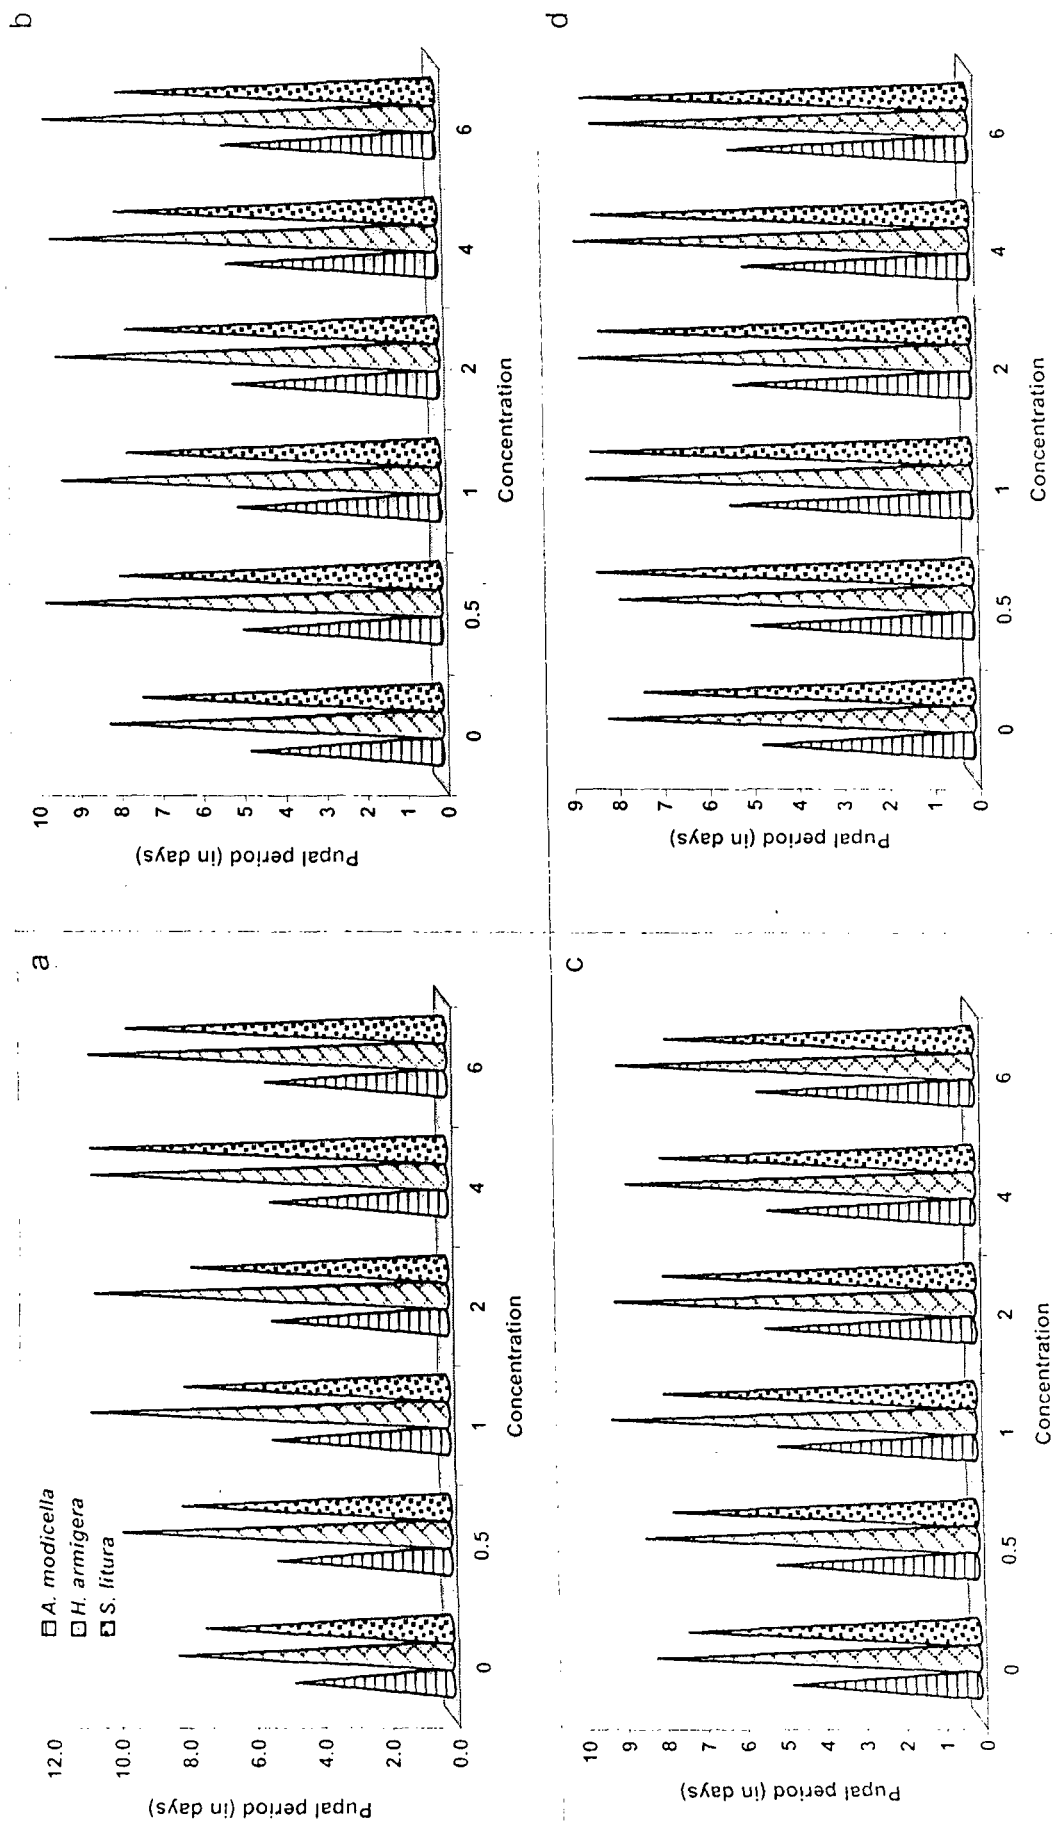 a
A. modicella
H. armigera
S. litura
Pupal period (in days)
12.0
10.0
8.0
6.0
4.0
2.0
0.0
0 0.5 1 2 4 6
Concentration
b
Pupal period (in days)
10
9
8
7
6
5
4
3
2
1
0
0 0.5 1 2 4 6
Concentration
c
Pupal period (in days)
10
9
8
7
6
5
4
3
2
1
0
0 0.5 1 2 4 6
Concentration
d
Pupal period (in days)
9
8
7
6
5
4
3
2
1
0
0 0.5 1 2 4 6
Concentration